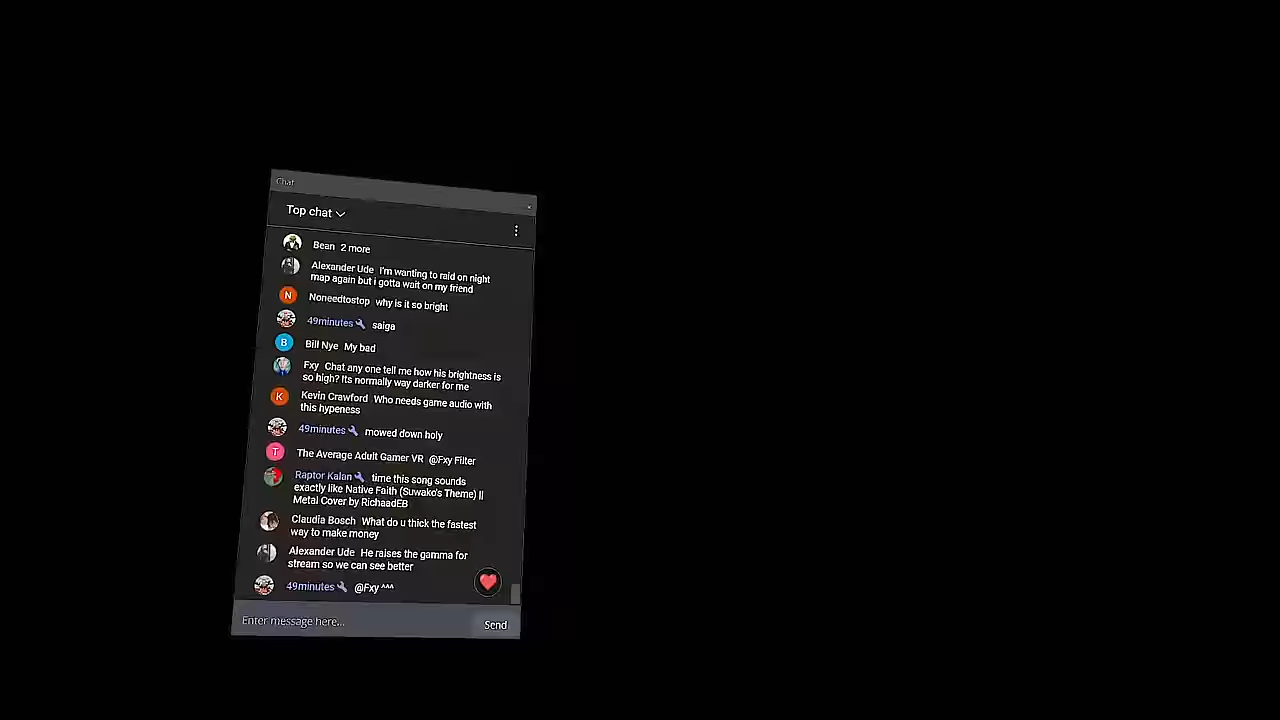 Chat
Top chat
Bean 2 more
Alexander Ude I'm wanting to raid on night
map again but i gotta wait on my friend
N
Noneedtostop why is it so bright
49minutes saiga
B
Bill Nye My bad
Fxy Chat any one tell me how his brightness is
so high? Its normally way darker for me
K
Kevin Crawford Who needs game audio with
this hypeness
49minutes mowed down holy
T
The Average Adult Gamer VR @Fxy Filter
Raptor Kalan time this song sounds
exactly like Native Faith (Suwako's Theme) ||
Metal Cover by RichaadEB
Claudia Bosch What do u thick the fastest
way to make money
Alexander Ude He raises the gamma for
stream so we can see better
49minutes @Fxy ^^^
Enter message here...
Send